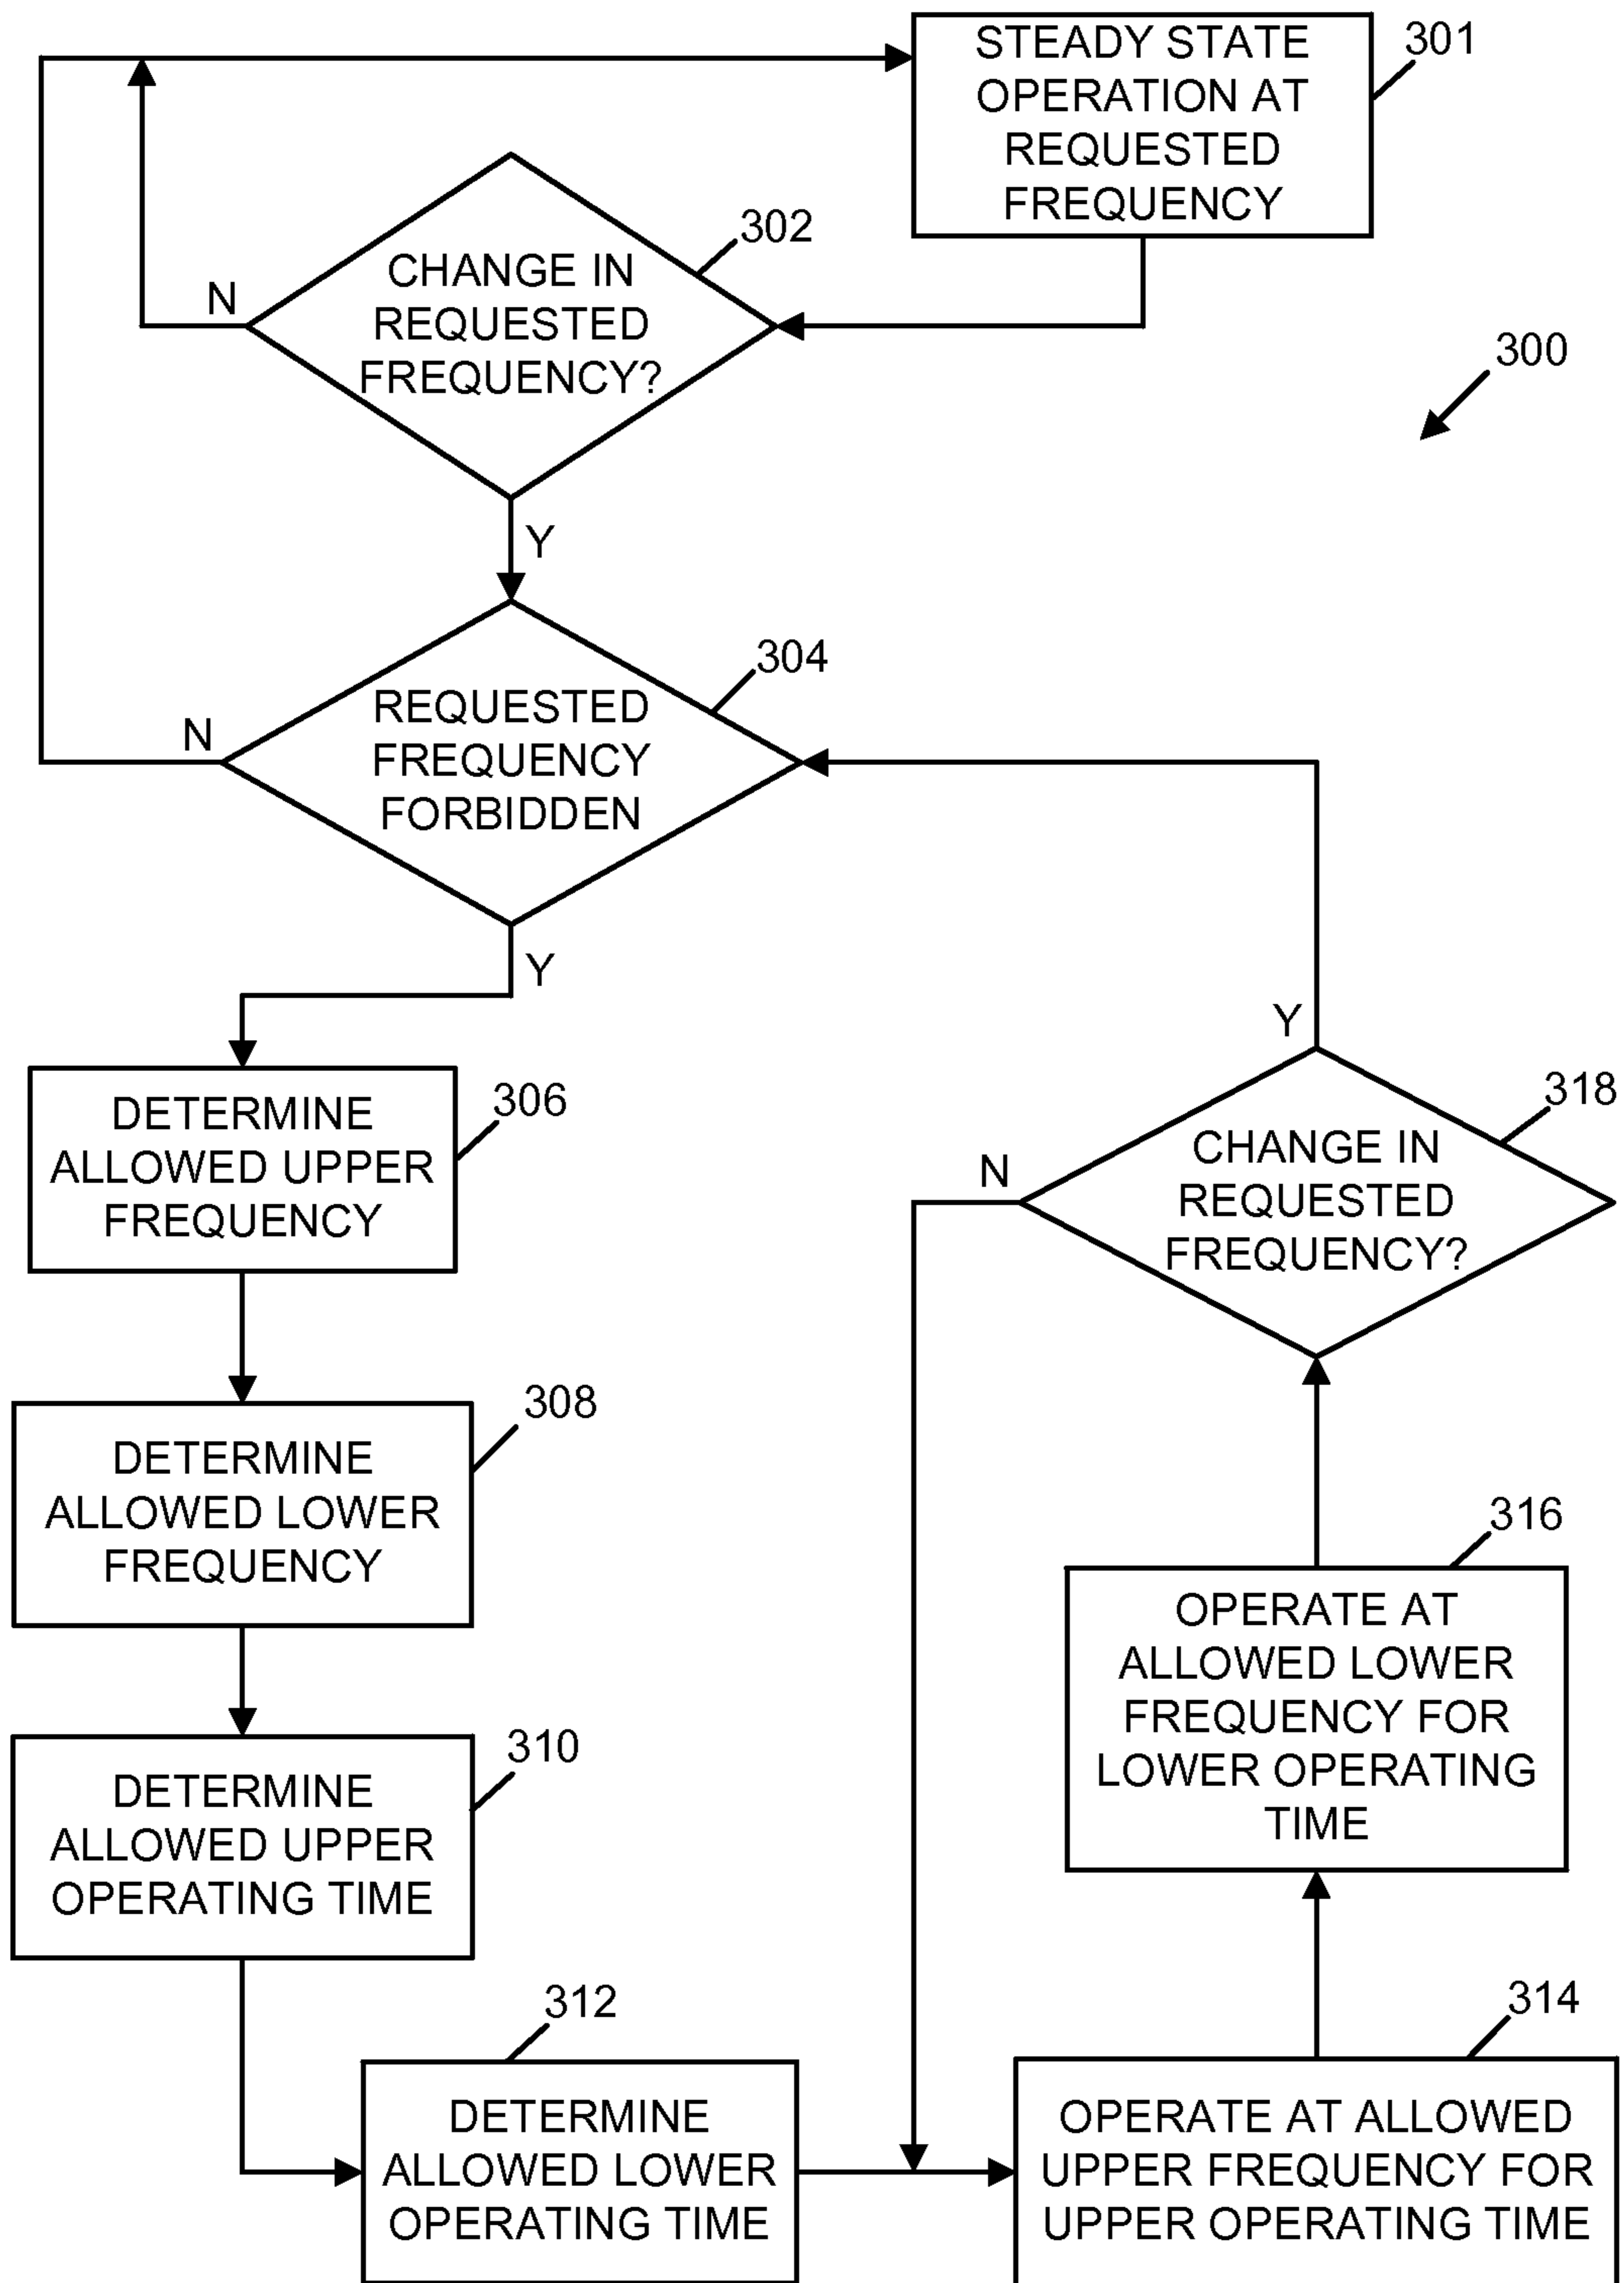 STEADY STATE
OPERATION AT
REQUESTED
FREQUENCY
301
302
CHANGE IN
REQUESTED
FREQUENCY?
N
Y
300
304
REQUESTED
FREQUENCY
FORBIDDEN
N
Y
306
DETERMINE
ALLOWED UPPER
FREQUENCY
308
DETERMINE
ALLOWED LOWER
FREQUENCY
310
DETERMINE
ALLOWED UPPER
OPERATING TIME
312
DETERMINE
ALLOWED LOWER
OPERATING TIME
314
OPERATE AT ALLOWED
UPPER FREQUENCY FOR
UPPER OPERATING TIME
316
OPERATE AT
ALLOWED LOWER
FREQUENCY FOR
LOWER OPERATING
TIME
318
CHANGE IN
REQUESTED
FREQUENCY?
Y
N